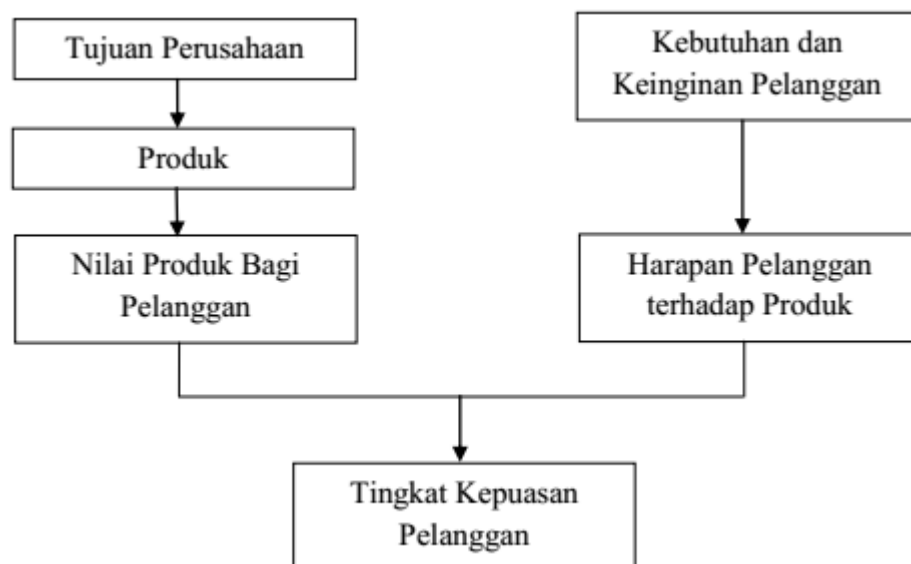 Tujuan Perusahaan
Kebutuhan dan
Keinginan Pelanggan
Produk
Nilai Produk Bagi
Pelanggan
Harapan Pelanggan
terhadap Produk
Tingkat Kepuasan
Pelanggan